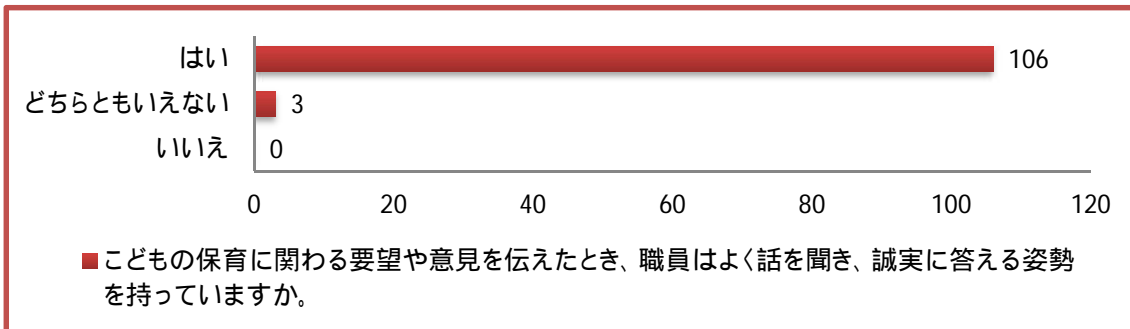 はい 106
どちらともいえない 3
いいえ 0
0 20 40 60 80 100 120
こどもの保育に関わる要望や意見を伝えたとき、職員はよく話を聞き、誠実に答える姿勢
を持っていますか。